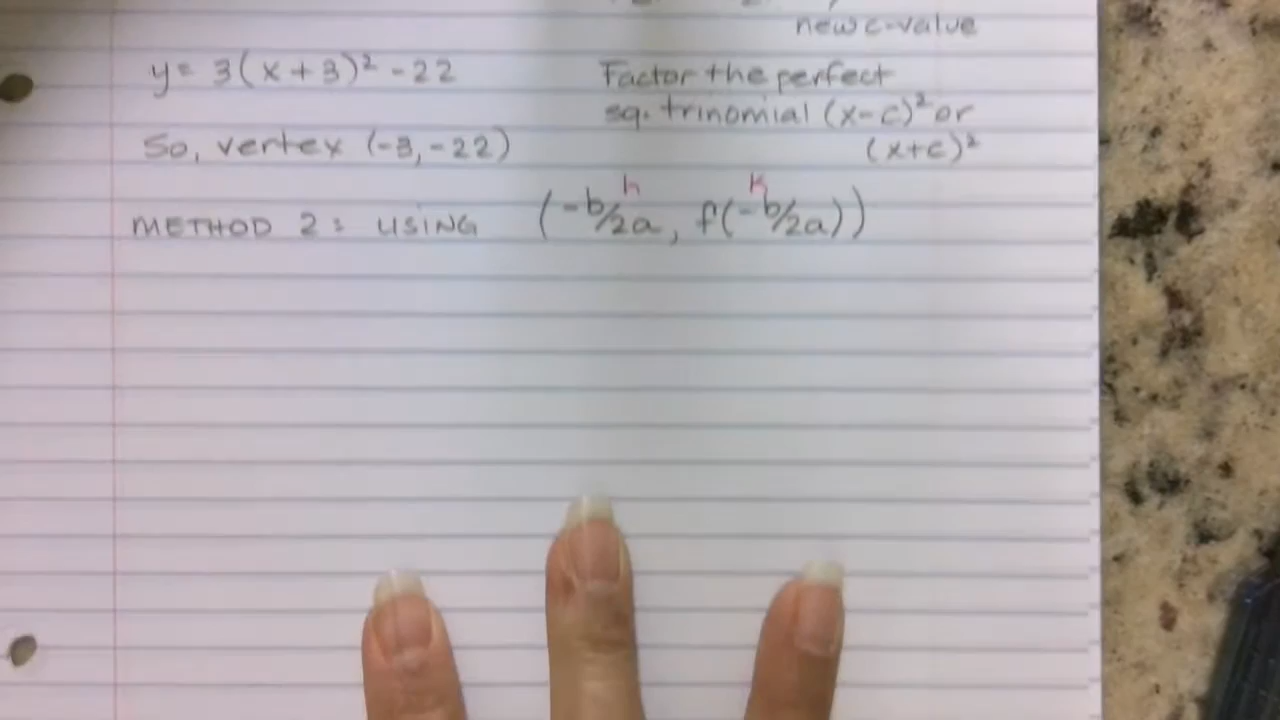 new c-value
y = 3(x+3)² -22
Factor the perfect
sq. trinomial (x-c)² or
(x+c)²
So, vertex (-3,-22)
h k
METHOD 2: USING (-b/2a, f(-b/2a))